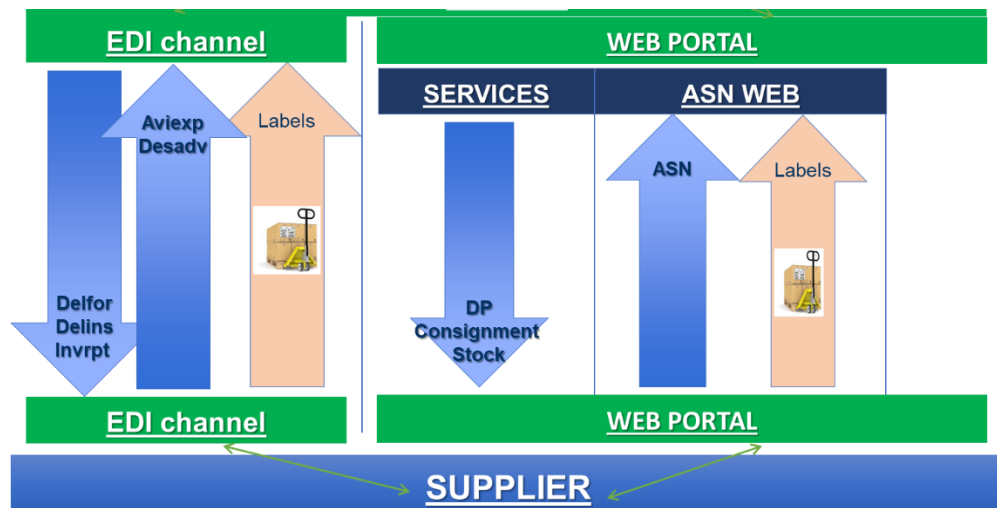 EDI channel
WEB PORTAL
SERVICES
ASN WEB
Aviexp
Desadv
Labels
ASN
Labels
Delfor
Delins
Invrpt
DP
Consignment
Stock
EDI channel
WEB PORTAL
SUPPLIER